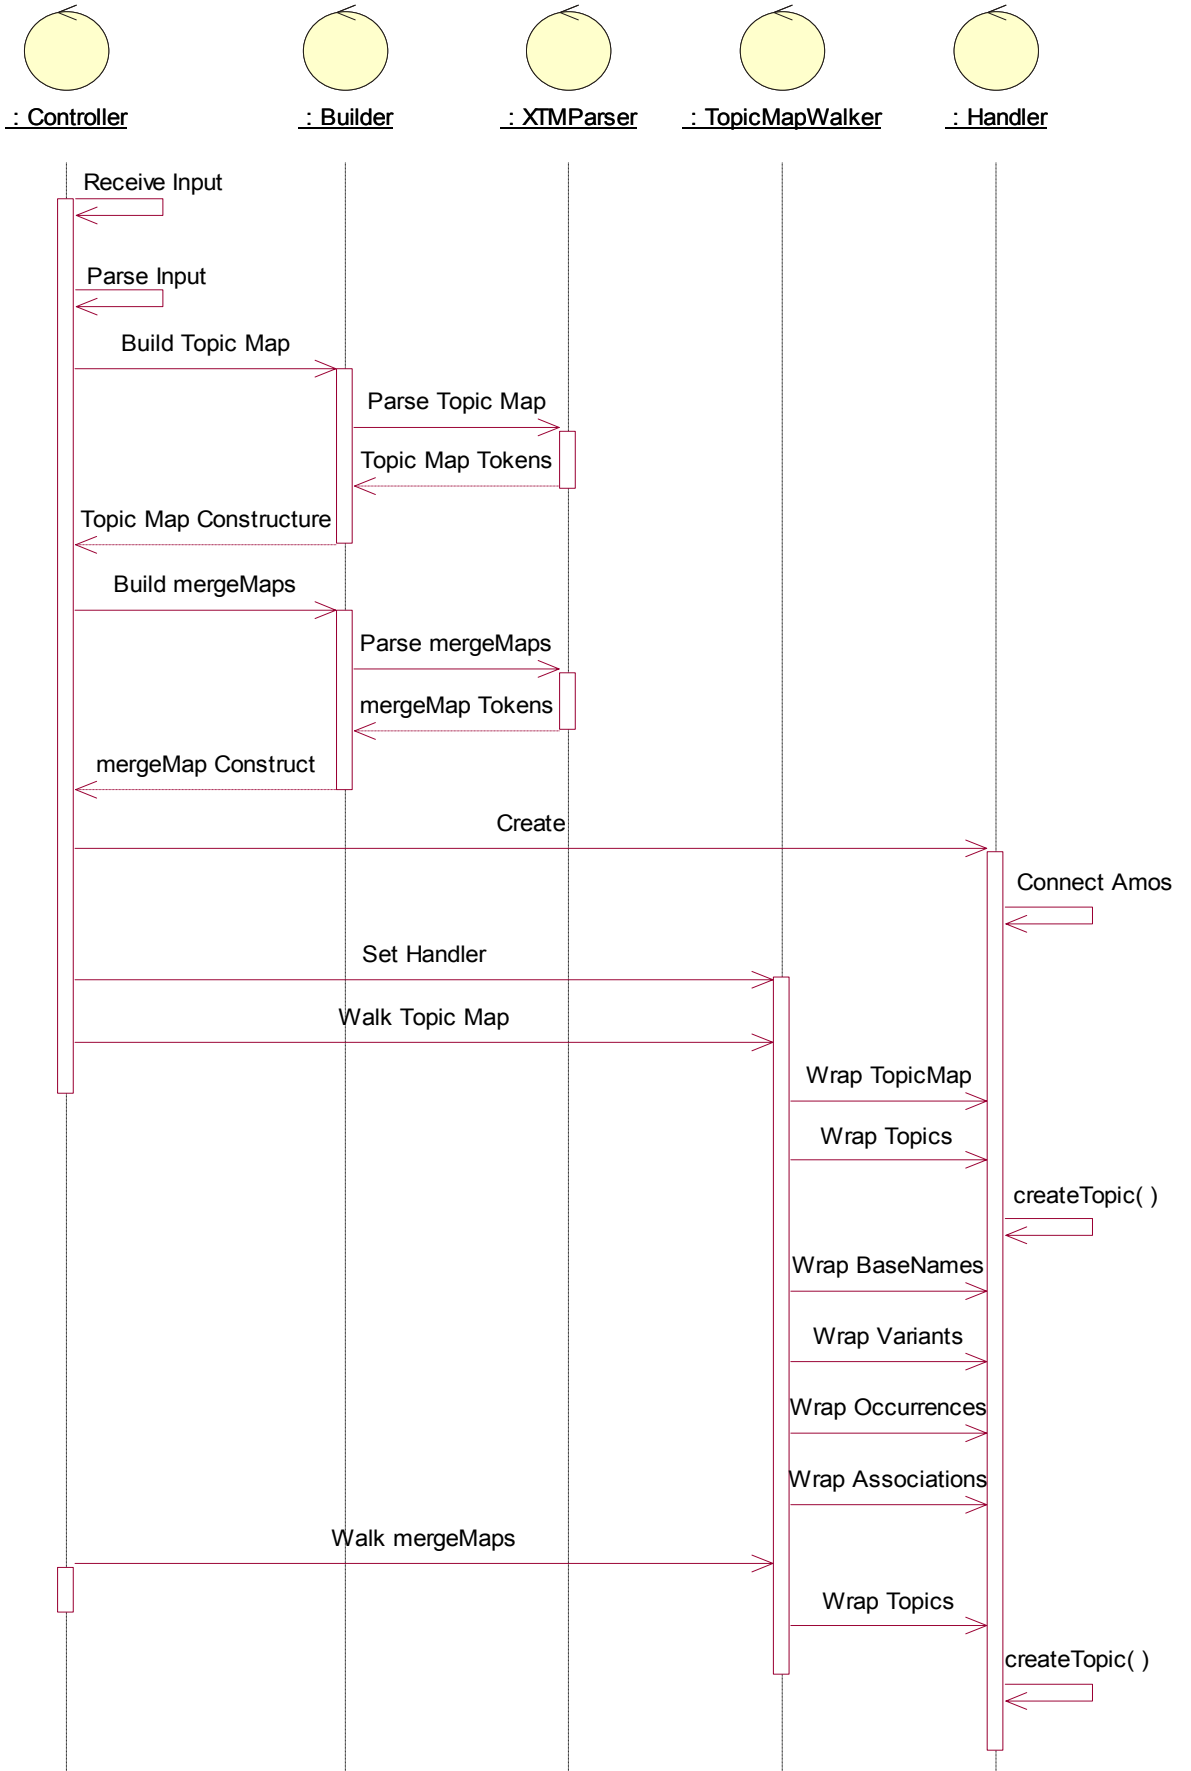 : Controller
: Builder
: XTMParser
: TopicMapWalker
: Handler
Receive Input
Parse Input
Build Topic Map
Parse Topic Map
Topic Map Tokens
Topic Map Constructure
Build mergeMaps
Parse mergeMaps
mergeMap Tokens
mergeMap Construct
Create
Connect Amos
Set Handler
Walk Topic Map
Wrap TopicMap
Wrap Topics
createTopic( )
Wrap BaseNames
Wrap Variants
Wrap Occurrences
Wrap Associations
Walk mergeMaps
Wrap Topics
createTopic( )